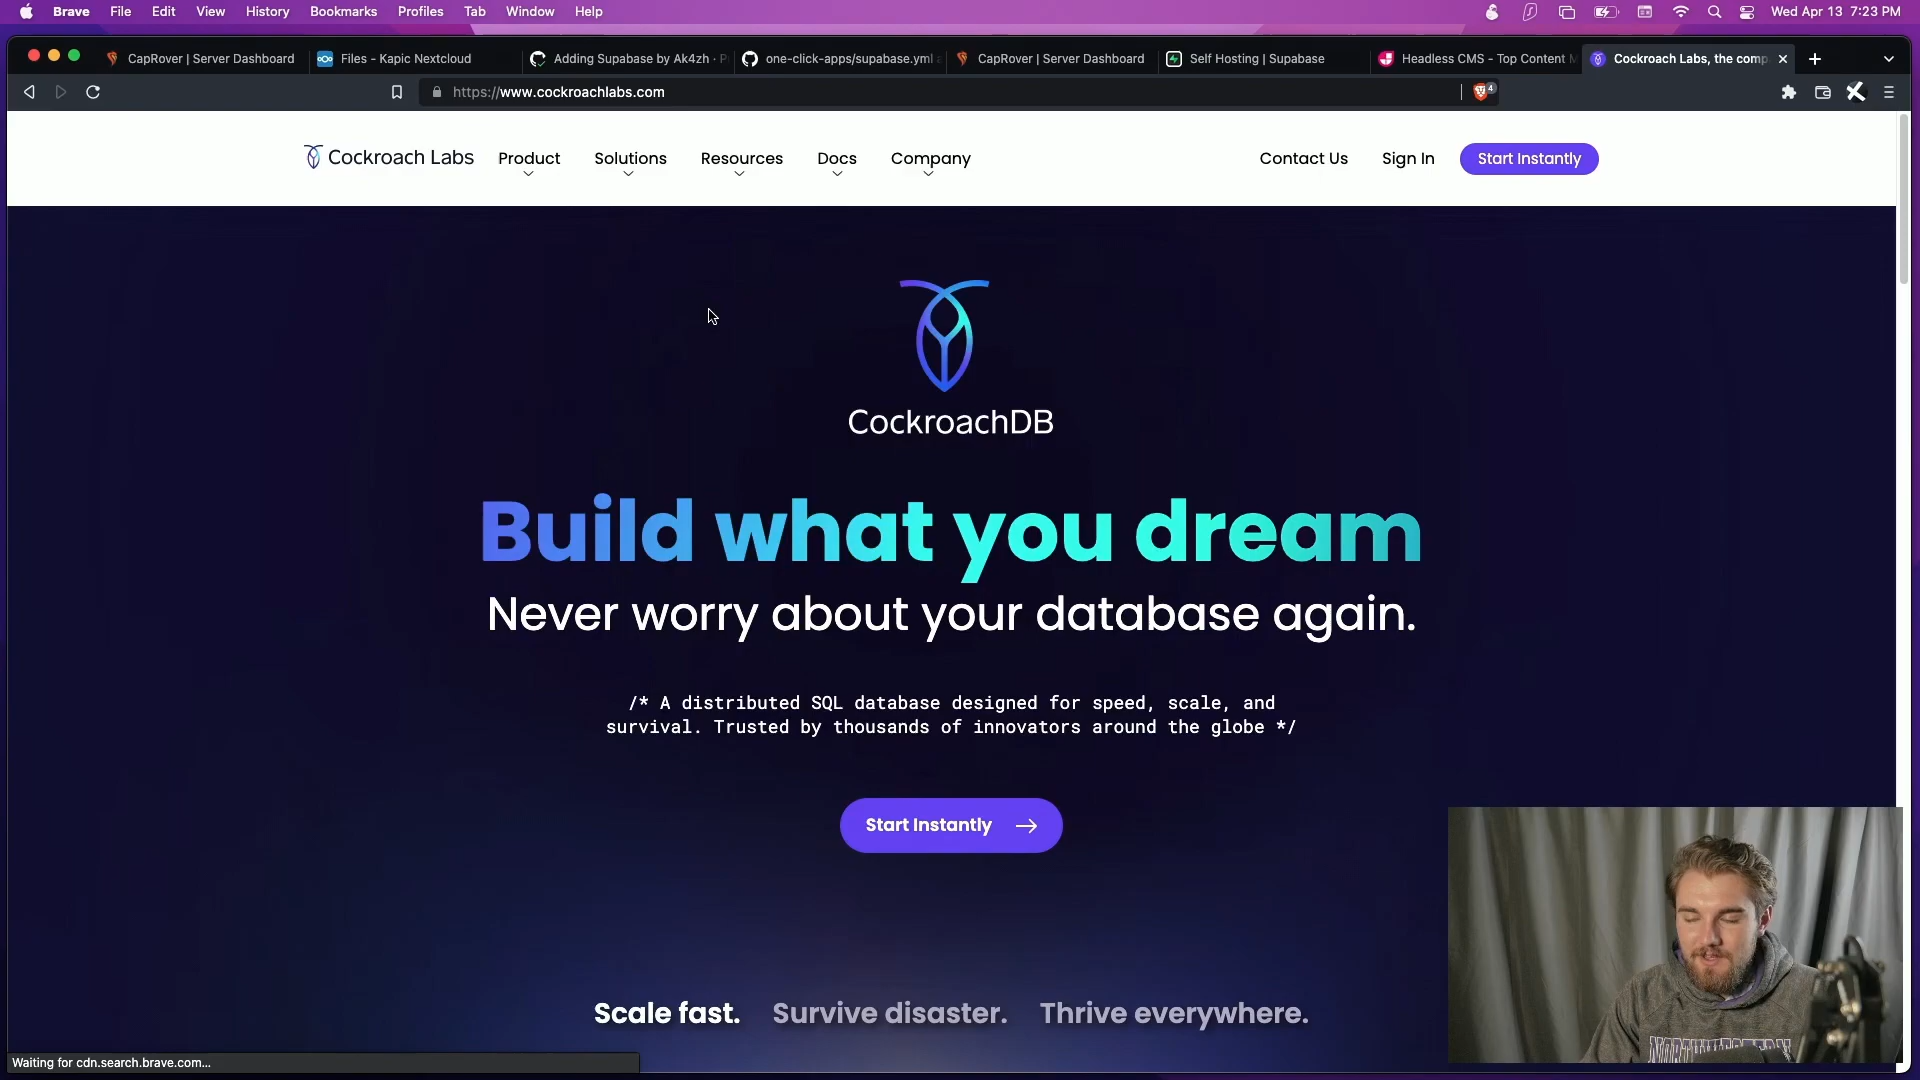 Brave File Edit View History Bookmarks Profiles Tab Window Help Wed Apr 13 7:23 PM
CapRover | Server Dashboard Files - Kapic Nextcloud Adding Supabase by Ak4zh · P one-click-apps/supabase.yml a CapRover | Server Dashboard Self Hosting | Supabase Headless CMS - Top Content M Cockroach Labs, the comp
https://www.cockroachlabs.com 4
Cockroach Labs Product Solutions Resources Docs Company Contact Us Sign In Start Instantly
CockroachDB
Build what you dream
Never worry about your database again.
/* A distributed SQL database designed for speed, scale, and
survival. Trusted by thousands of innovators around the globe */
Start Instantly
Scale fast. Survive disaster. Thrive everywhere.
NORTHWESTERN
Waiting for cdn.search.brave.com...